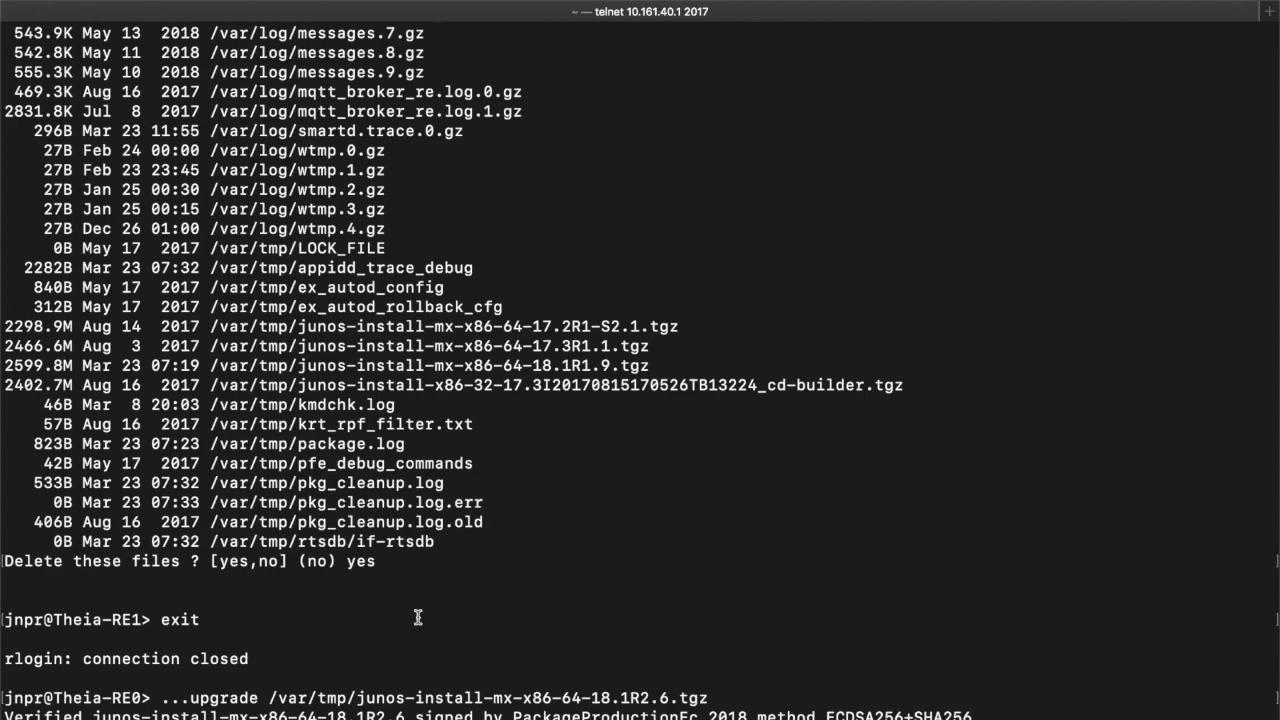 ~ — telnet 10.161.40.1 2017
543.9K May 13  2018 /var/log/messages.7.gz
542.8K May 11  2018 /var/log/messages.8.gz
555.3K May 10  2018 /var/log/messages.9.gz
469.3K Aug 16  2017 /var/log/mqtt_broker_re.log.0.gz
2831.8K Jul  8  2017 /var/log/mqtt_broker_re.log.1.gz
296B Mar 23 11:55 /var/log/smartd.trace.0.gz
27B Feb 24 00:00 /var/log/wtmp.0.gz
27B Feb 23 23:45 /var/log/wtmp.1.gz
27B Jan 25 00:30 /var/log/wtmp.2.gz
27B Jan 25 00:15 /var/log/wtmp.3.gz
27B Dec 26 01:00 /var/log/wtmp.4.gz
0B May 17  2017 /var/tmp/LOCK_FILE
2282B Mar 23 07:32 /var/tmp/appidd_trace_debug
840B May 17  2017 /var/tmp/ex_autod_config
312B May 17  2017 /var/tmp/ex_autod_rollback_cfg
2298.9M Aug 14  2017 /var/tmp/junos-install-mx-x86-64-17.2R1-S2.1.tgz
2466.6M Aug  3  2017 /var/tmp/junos-install-mx-x86-64-17.3R1.1.tgz
2599.8M Mar 23 07:19 /var/tmp/junos-install-mx-x86-64-18.1R1.9.tgz
2402.7M Aug 16  2017 /var/tmp/junos-install-x86-32-17.3I20170815170526TB13224_cd-builder.tgz
46B Mar  8 20:03 /var/tmp/kmdchk.log
57B Aug 16  2017 /var/tmp/krt_rpf_filter.txt
823B Mar 23 07:23 /var/tmp/package.log
42B May 17  2017 /var/tmp/pfe_debug_commands
533B Mar 23 07:32 /var/tmp/pkg_cleanup.log
0B Mar 23 07:33 /var/tmp/pkg_cleanup.log.err
406B Aug 16  2017 /var/tmp/pkg_cleanup.log.old
0B Mar 23 07:32 /var/tmp/rtsdb/if-rtsdb
Delete these files ? [yes,no] (no) yes
jnpr@Theia-RE1> exit
rlogin: connection closed
jnpr@Theia-RE0> ...upgrade /var/tmp/junos-install-mx-x86-64-18.1R2.6.tgz
Verified junos-install-mx-x86-64-18.1R2.6 signed by PackageProductionEc_2018 method ECDSA256+SHA256